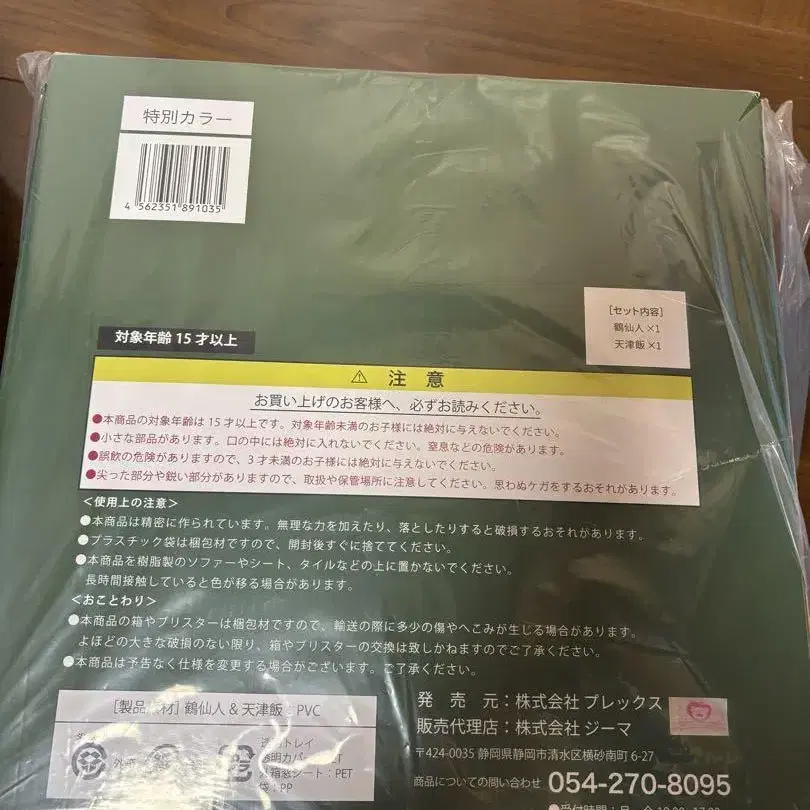 特別カラー
4 562351 891035
[セット内容]
鶴仙人×1
天津飯×1
対象年齢 15 才以上
⚠ 注 意
お買い上げのお客様へ、必ずお読みください。
●本商品の対象年齢は 15 才以上です。対象年齢未満のお子様には絶対に与えないでください。
●小さな部品があります。口の中には絶対に入れないでください。窒息などの危険があります。
●誤飲の危険がありますので、3 才未満のお子様には絶対に与えないでください。
●尖った部分や鋭い部分がありますので、取扱や保管場所に注意してください。思わぬケガをするおそれがあります。
＜使用上の注意＞
●本商品は精密に作られています。無理な力を加えたり、落としたりすると破損するおそれがあります。
●プラスチック袋は梱包材ですので、開封後すぐに捨ててください。
●本商品を樹脂製のソファーやシート、タイルなどの上に置かないでください。
長時間接触していると色が移る場合があります。
＜おことわり＞
●本商品の箱やブリスターは梱包材ですので、輸送の際に多少の傷やへこみが生じる場合があります。
よほどの大きな破損のない限り、箱やブリスターの交換は致しかねますのでご了承ください。
●本商品は予告なく仕様を変更する場合がございます。ご了承ください。
[製品 材] 鶴仙人 & 天津飯：PVC
外
トレイ
透明カバー
シート：PET
袋：PP
発 売 元：株式会社 プレックス
販売代理店：株式会社 ジーマ
〒424-0035 静岡県静岡市清水区横砂南町 6-27
商品についての問い合わせ 054-270-8095
●受付時間：月